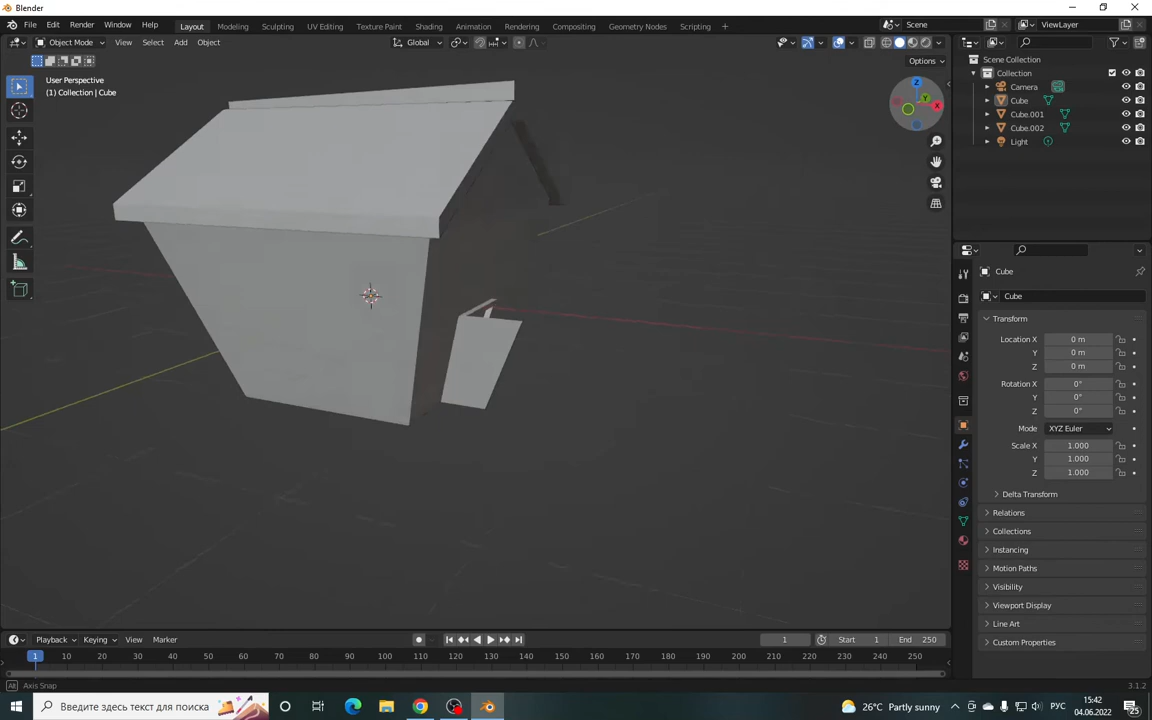 Blender
File Edit Render Window Help Layout Modeling Sculpting UV Editing Texture Paint Shading Animation Rendering Compositing Geometry Nodes Scripting + Scene ViewLayer
Object Mode View Select Add Object Global
Options
User Perspective
(1) Collection | Cube
Z
Y
X
Scene Collection
Collection
Camera
Cube
Cube.001
Cube.002
Light
Cube
Cube
Transform
Location X 0 m
Y 0 m
Z 0 m
Rotation X 0°
Y 0°
Z 0°
Mode XYZ Euler
Scale X 1.000
Y 1.000
Z 1.000
Delta Transform
Relations
Collections
Instancing
Motion Paths
Visibility
Viewport Display
Line Art
Custom Properties
Playback Keying View Marker 1 Start 1 End 250
1 10 20 30 40 50 60 70 80 90 100 110 120 130 140 150 160 170 180 190 200 210 220 230 240 250
Alt Axis Snap 3.1.2
Введите здесь текст для поиска 26°C Partly sunny РУС 15:42
04.06.2022 25